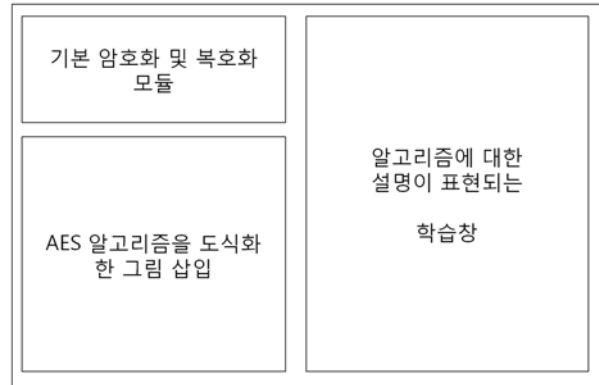 기본 암호화 및 복호화
모듈
AES 알고리즘을 도식화
한 그림 삽입
알고리즘에 대한
설명이 표현되는
학습창